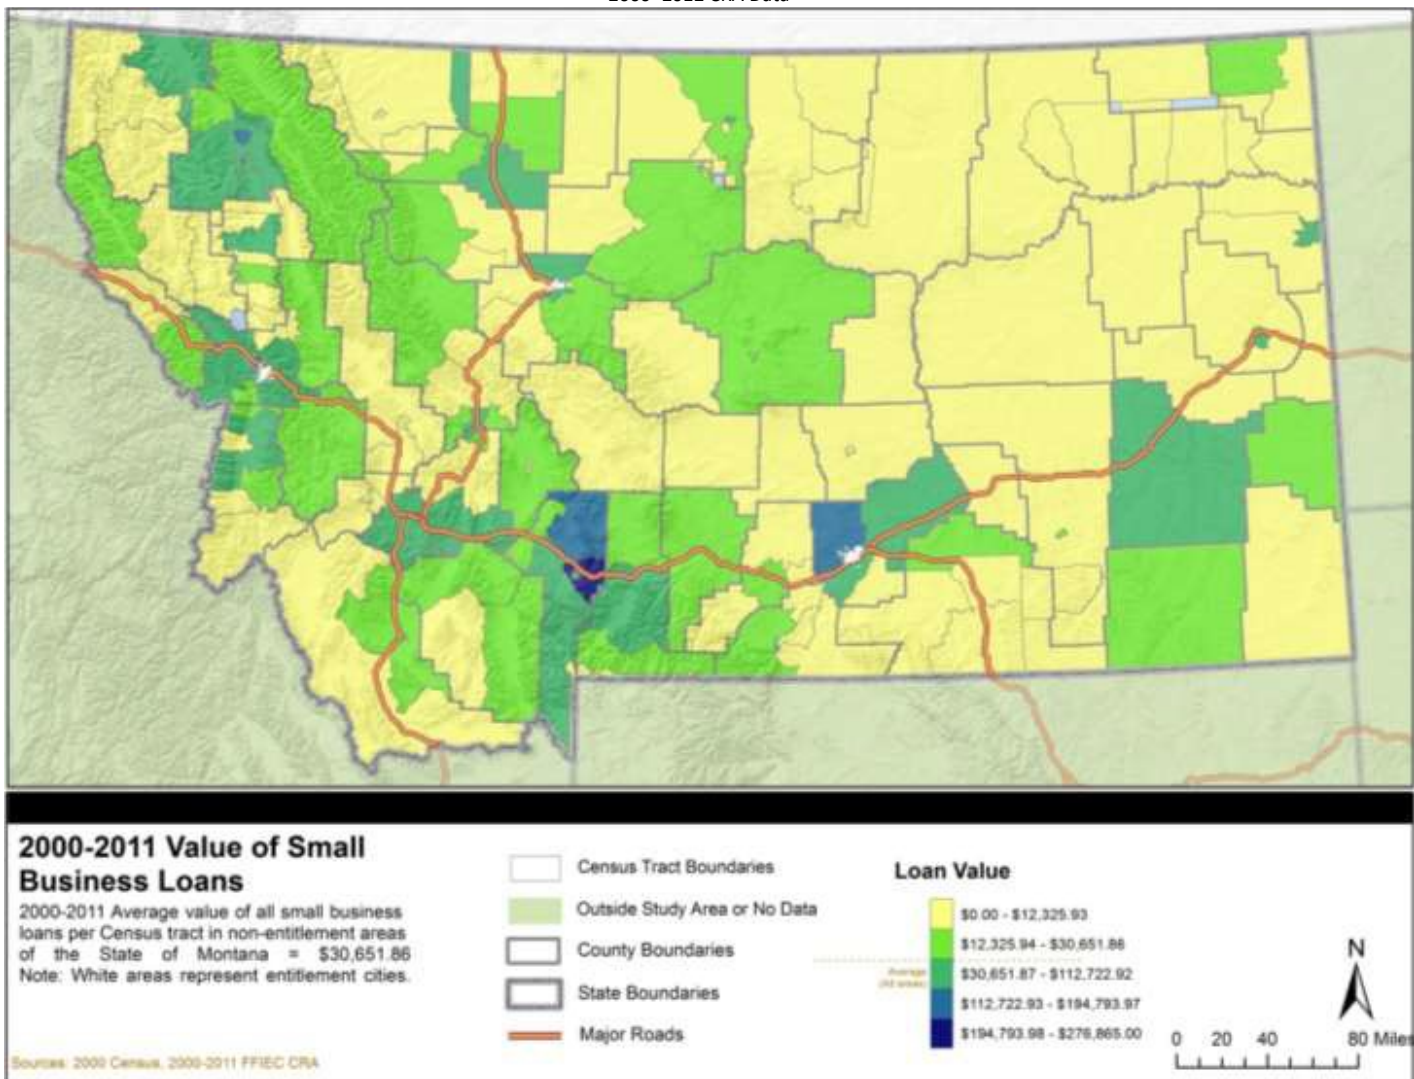 2000-2011 Value of Small
Business Loans
2000-2011 Average value of all small business
loans per Census tract in non-entitlement areas
of the State of Montana = $30,651.86
Note: White areas represent entitlement cities.
Sources: 2000 Census, 2000-2011 FFIEC CRA
Census Tract Boundaries
Outside Study Area or No Data
County Boundaries
State Boundaries
Major Roads
Loan Value
$0.00 - $12,325.93
$12,325.94 - $30,651.86
Average
(All areas)
$30,651.87 - $112,722.92
$112,722.93 - $194,793.97
$194,793.98 - $276,865.00
N
0 20 40 80 Miles